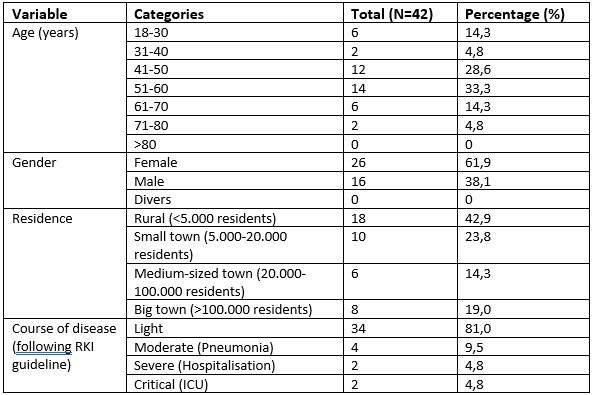 Variable Categories Total (N=42) Percentage (%)
Age (years) 18-30 6 14,3
31-40 2 4,8
41-50 12 28,6
51-60 14 33,3
61-70 6 14,3
71-80 2 4,8
>80 0 0
Gender Female 26 61,9
Male 16 38,1
Divers 0 0
Residence Rural (<5.000 residents) 18 42,9
Small town (5.000-20.000 10 23,8
residents)
Medium-sized town (20.000- 6 14,3
100.000 residents)
Big town (>100.000 residents) 8 19,0
Course of disease Light 34 81,0
(following RKI Moderate (Pneumonia) 4 9,5
guideline) Severe (Hospitalisation) 2 4,8
Critical (ICU) 2 4,8